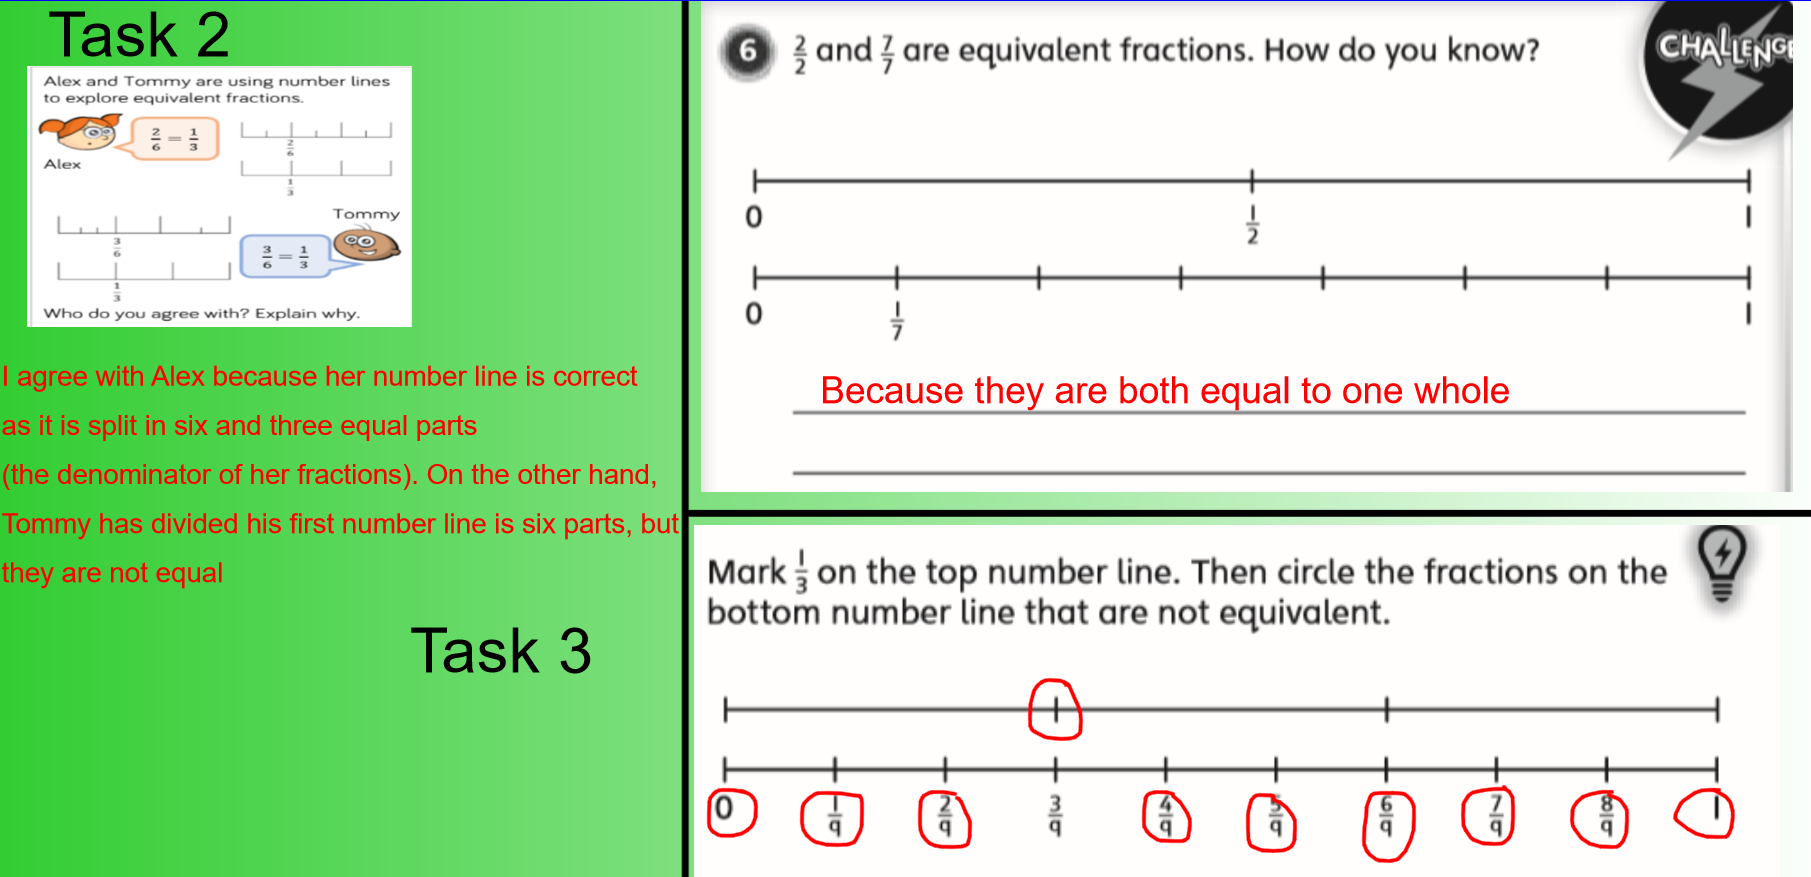 Task 2
Alex and Tommy are using number lines
to explore equivalent fractions.
2/6 = 1/3
Alex
2/6
1/3
Tommy
3/6
3/6 = 1/3
1/3
Who do you agree with? Explain why.
I agree with Alex because her number line is correct
as it is split in six and three equal parts
(the denominator of her fractions). On the other hand,
Tommy has divided his first number line is six parts, but
they are not equal
Task 3
6 2/2 and 7/7 are equivalent fractions. How do you know?
CHALLENGE
0 1/2 1
0 1/7 1
Because they are both equal to one whole
Mark 1/3 on the top number line. Then circle the fractions on the
bottom number line that are not equivalent.
0 1/9 2/9 3/9 4/9 5/9 6/9 7/9 8/9 1